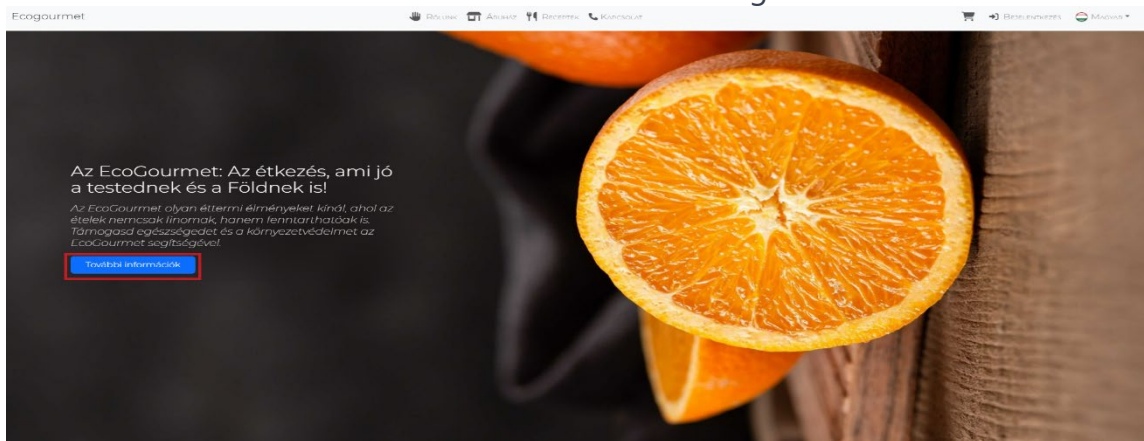 Ecogourmet
Rólunk Áruház Receptek Kapcsolat
Bejelentkezés Magyar
Az EcoGourmet: Az étkezés, ami jó
a testednek és a Földnek is!
Az EcoGourmet olyan éttermi élményeket kínál, ahol az
ételek nemcsak finomak, hanem fenntarthatóak is.
Támogasd egészségedet és a környezetvédelmet az
EcoGourmet segítségével.
További információk